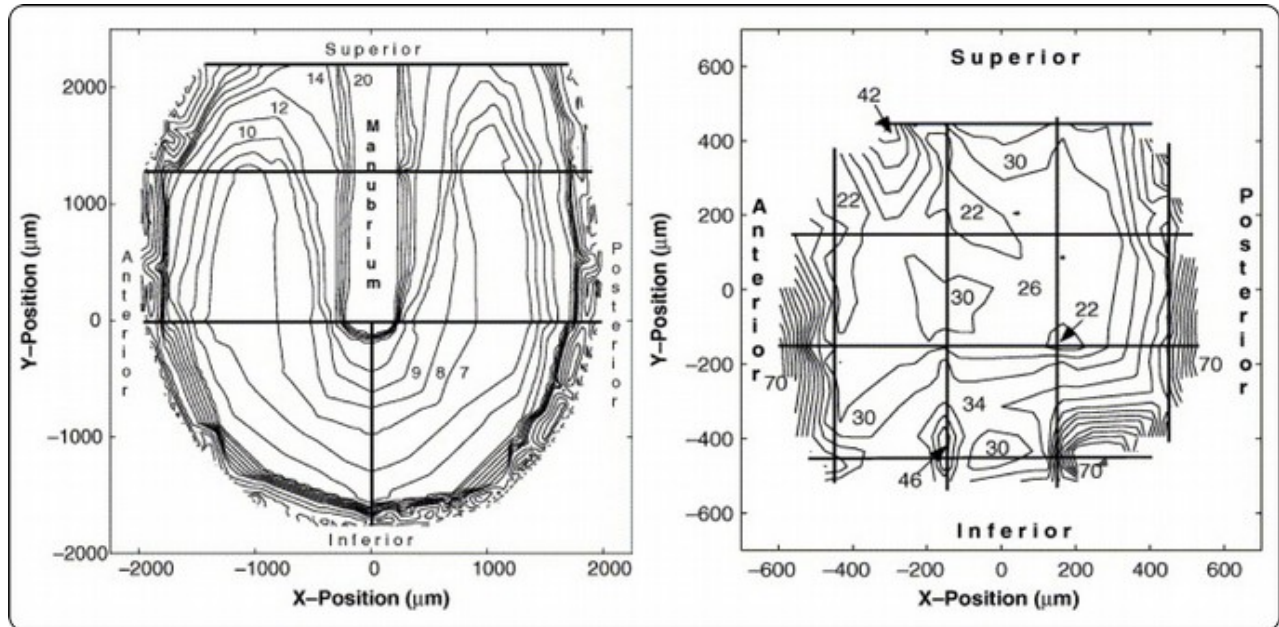 Superior
14 20
12
10
Manubrium
Anterior
Posterior
9 8 7
Inferior
2000
1000
0
−1000
−2000
−2000 −1000 0 1000 2000
Y–Position (µm)
X–Position (µm)
Superior
42
30
22
22
Anterior
Posterior
30
26
22
70
70
30
34
30
46
70
Inferior
600
400
200
0
−200
−400
−600
−600 −400 −200 0 200 400 600
Y–Position (µm)
X–Position (µm)